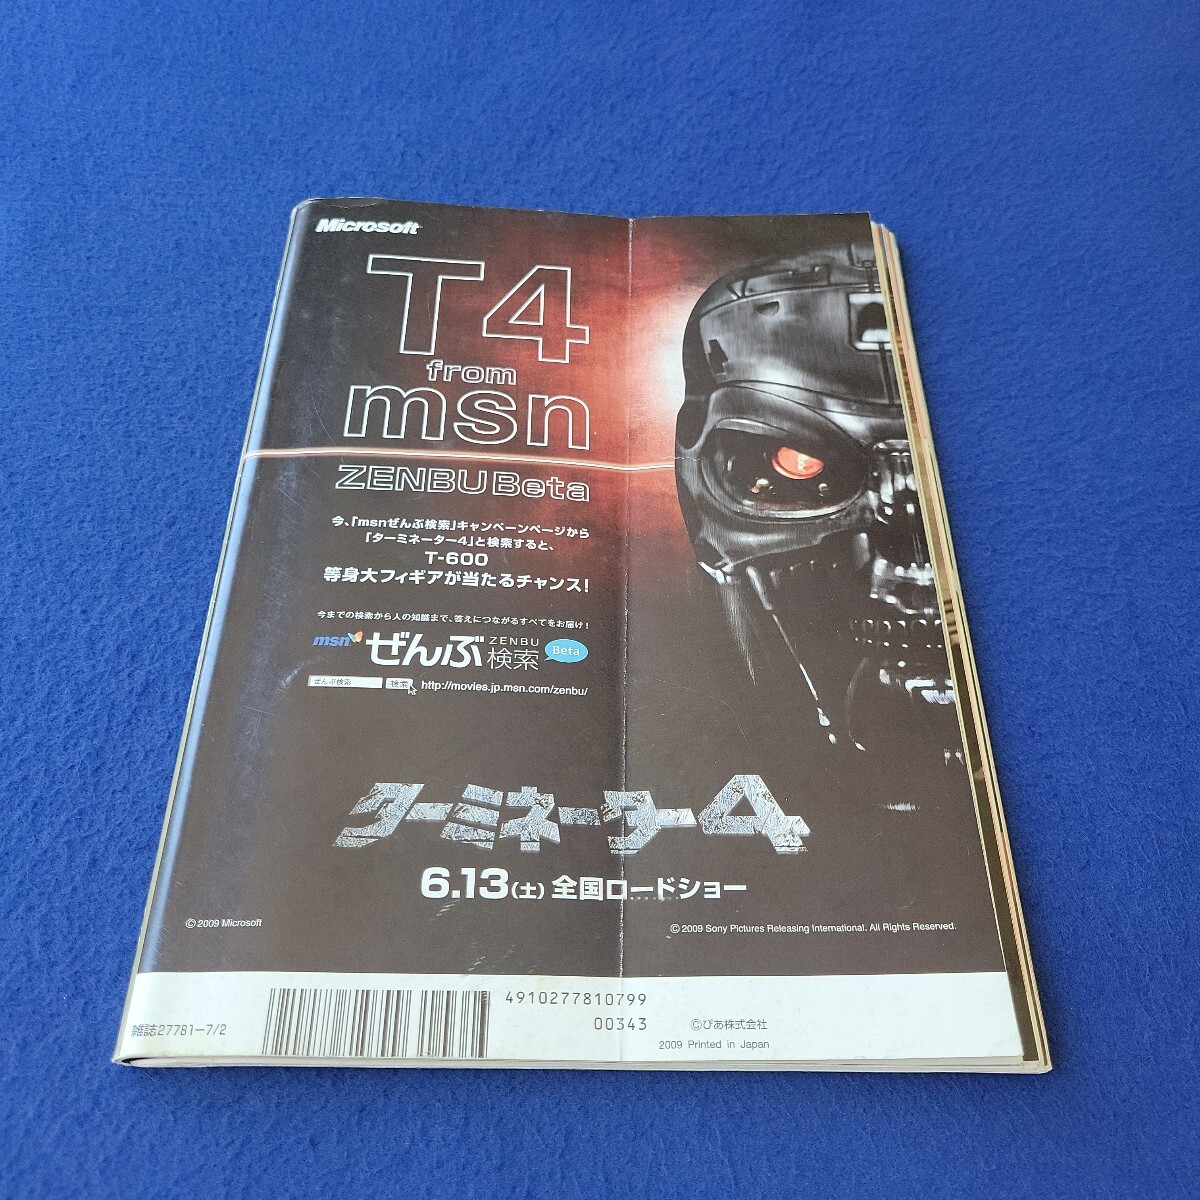 Microsoft
T4
from
msn
ZENBU Beta
今、「msnぜんぶ検索」キャンペーンページから
「ターミネーター4」と検索すると、
T-600
等身大フィギアが当たるチャンス!
今までの検索から人の知識まで、答えにつながるすべてをお届け!
msn ぜんぶ ZENBU 検索 Beta
ぜんぶ検索 検索 http://movies.jp.msn.com/zenbu/
ターミネーター4
6.13(土) 全国ロードショー
© 2009 Microsoft
© 2009 Sony Pictures Releasing International. All Rights Reserved.
雑誌27781-7/2
4910277810799
00343
©ぴあ株式会社
2009 Printed in Japan